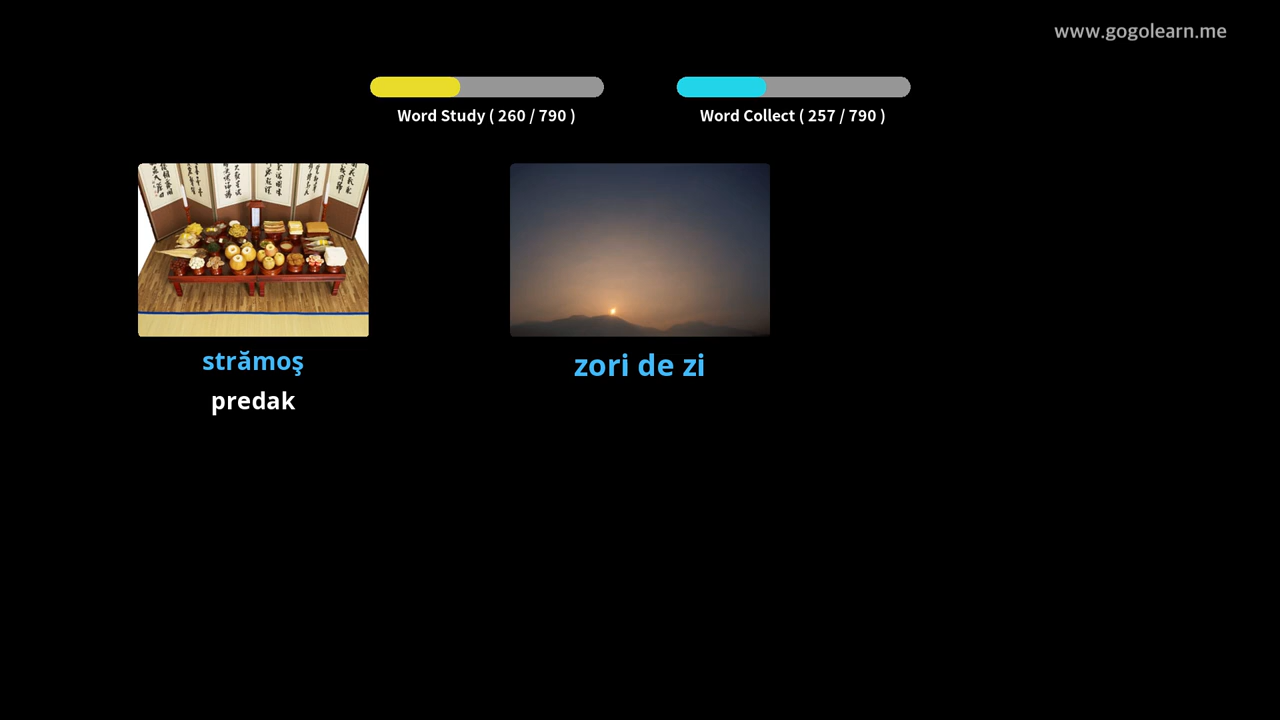 www.gogolearn.me
Word Study ( 260 / 790 )
Word Collect ( 257 / 790 )
strămoş
predak
zori de zi